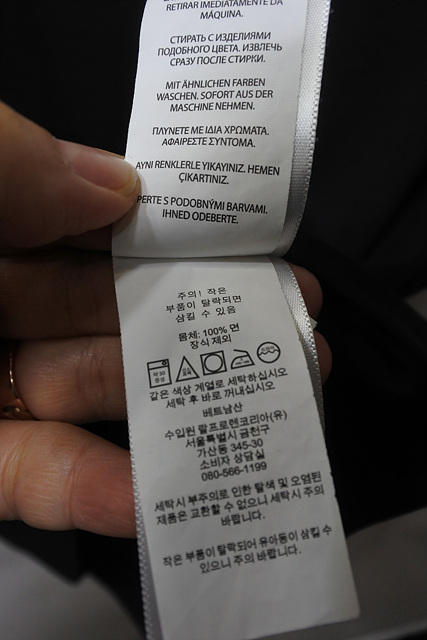 RETIRAR IMEDIATAMENTE DA
MÁQUINA.
СТИРАТЬ С ИЗДЕЛИЯМИ
ПОДОБНОГО ЦВЕТА. ИЗВЛЕЧЬ
СРАЗУ ПОСЛЕ СТИРКИ.
MIT ÄHNLICHEN FARBEN
WASCHEN. SOFORT AUS DER
MASCHINE NEHMEN.
ΠΛΥΝΕΤΕ ΜΕ ΙΔΙΑ ΧΡΩΜΑΤΑ.
ΑΦΑΙΡΕΣΤΕ ΣΥΝΤΟΜΑ.
AYNI RENKLERLE YIKAYINIZ. HEMEN
ÇIKARTINIZ.
PERTE S PODOBNÝMI BARVAMI.
IHNED ODEBERTE.
주의! 작은
부품이 탈락되면
삼킬 수 있음
몸체: 100% 면
장식 제외
약 30
중성
같은 색상 계열로 세탁하십시오
세탁 후 바로 꺼내십시오
베트남산
수입원 랄프로렌코리아(유)
서울특별시 금천구
가산동 345-30
소비자 상담실
080-566-1199
세탁시 부주의로 인한 탈색 및 오염된
제품은 교환할 수 없으니 세탁시 주의
바랍니다.
작은 부품이 탈락되어 유아동이 삼킬 수
있으니 주의 바랍니다.